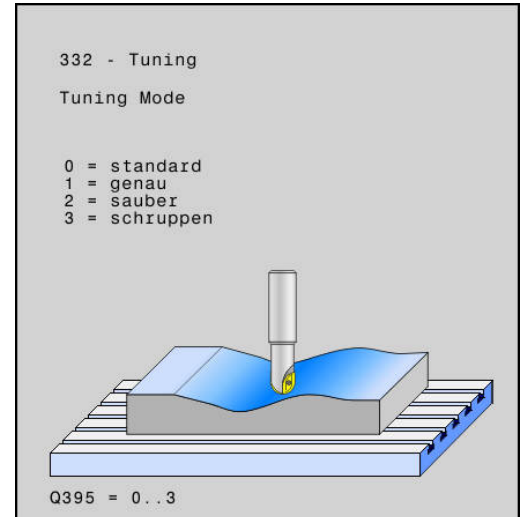 332 - Tuning
Tuning Mode
0 = standard
1 = genau
2 = sauber
3 = schruppen
Q395 = 0..3